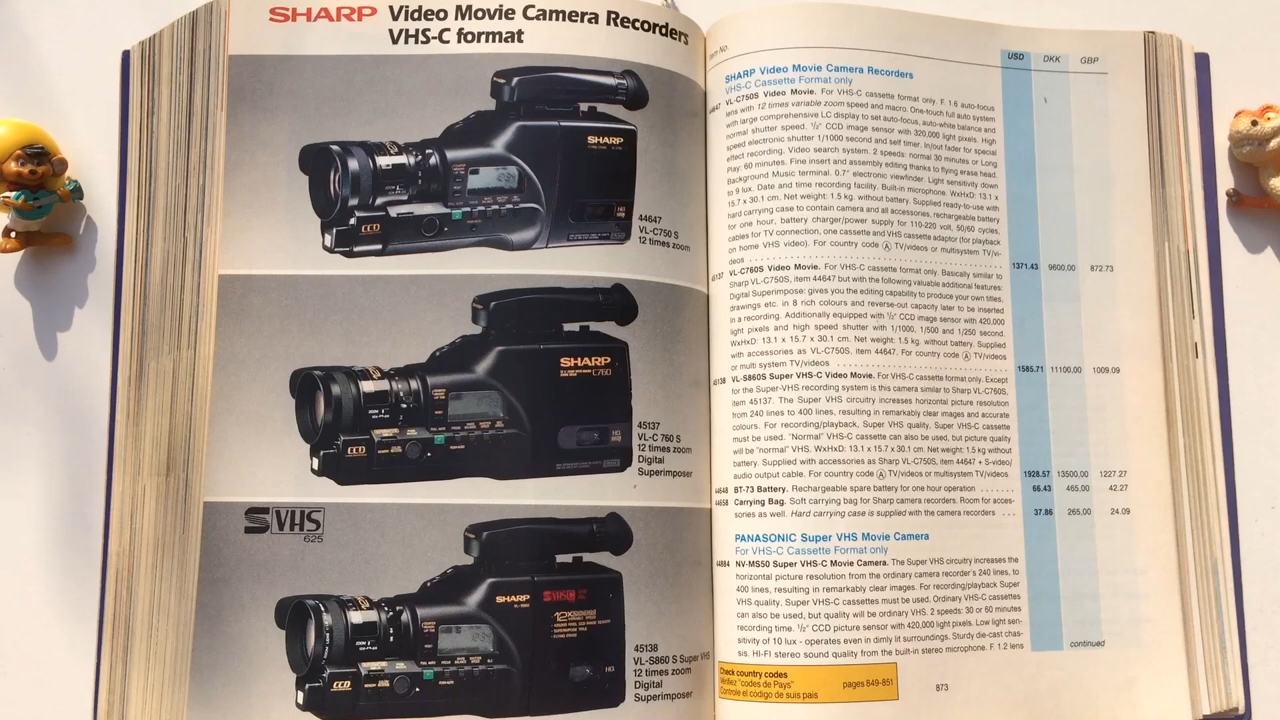 SHARP Video Movie Camera Recorders
VHS-C format
SHARP
CCD
HQ
44647
VL-C750 S
12 times zoom
SHARP
C760
CCD
HQ
45137
VL-C 760 S
12 times zoom
Digital
Superimposer
S VHS
625
SHARP
CCD
HQ
45138
VL-S860 S Super VHS
12 times zoom
Digital
Superimposer
Item No.
USD DKK GBP
SHARP Video Movie Camera Recorders
VHS-C Cassette Format only
44647 VL-C750S Video Movie. For VHS-C cassette format only. F. 1.6 auto-focus
lens with 12 times variable zoom speed and macro. One-touch full auto system
with large comprehensive LC display to set auto-focus, auto-white balance and
normal shutter speed. 1/2" CCD image sensor with 320,000 light pixels. High
speed electronic shutter 1/1000 second and self timer. In/out fader for special
effect recording. Video search system. 2 speeds: normal 30 minutes or Long
Play: 60 minutes. Fine insert and assembly editing thanks to flying erase head.
Background Music terminal. 0.7" electronic viewfinder. Light sensitivity down
to 9 lux. Date and time recording facility. Built-in microphone. WxHxD: 13.1 x
15.7 x 30.1 cm. Net weight: 1.5 kg. without battery. Supplied ready-to-use with
hard carrying case to contain camera and all accessories, rechargeable battery
for one hour, battery charger/power supply for 110-220 volt, 50/60 cycles,
cables for TV connection, one cassette and VHS cassette adaptor (for playback
on home VHS video). For country code Ⓐ TV/videos or multisystem TV/vi-
deos . . . . . . . . . . . . . . . . . . . . . . . . . . . . . . 1371.43 9600,00 872.73
45137 VL-C760S Video Movie. For VHS-C cassette format only. Basically similar to
Sharp VL-C750S, item 44647 but with the following valuable additional features:
Digital Superimpose: gives you the editing capability to produce your own titles,
drawings etc. in 8 rich colours and reverse-out capacity later to be inserted
in a recording. Additionally equipped with 1/2" CCD image sensor with 420,000
light pixels and high speed shutter with 1/1000, 1/500 and 1/250 second.
WxHxD: 13.1 x 15.7 x 30.1 cm. Net weight: 1.5 kg. without battery. Supplied
with accessories as VL-C750S, item 44647. For country code Ⓐ TV/videos
or multi system TV/videos . . . . . . . . . . . . . . . . . . . . 1585.71 11100,00 1009.09
45138 VL-S860S Super VHS-C Video Movie. For VHS-C cassette format only. Except
for the Super-VHS recording system is this camera similar to Sharp VL-C760S,
item 45137. The Super VHS circuitry increases horizontal picture resolution
from 240 lines to 400 lines, resulting in remarkably clear images and accurate
colours. For recording/playback, Super VHS quality, Super VHS-C cassette
must be used. "Normal" VHS-C cassette can also be used, but picture quality
will be "normal" VHS. WxHxD: 13.1 x 15.7 x 30.1 cm. Net weight: 1.5 kg without
battery. Supplied with accessories as Sharp VL-C750S, item 44647 + S-video/
audio output cable. For country code Ⓐ TV/videos or multisystem TV/videos 1928.57 13500,00 1227.27
44648 BT-73 Battery. Rechargeable spare battery for one hour operation . . . . . . . 66.43 465,00 42.27
44658 Carrying Bag. Soft carrying bag for Sharp camera recorders. Room for acces-
sories as well. Hard carrying case is supplied with the camera recorders . . . 37.86 265,00 24.09
PANASONIC Super VHS Movie Camera
For VHS-C Cassette Format only
44884 NV-MS50 Super VHS-C Movie Camera. The Super VHS circuitry increases the
horizontal picture resolution from the ordinary camera recorder's 240 lines, to
400 lines, resulting in remarkably clear images. For recording/playback Super
VHS quality, Super VHS-C cassettes must be used. Ordinary VHS-C cassettes
can also be used, but quality will be ordinary VHS. 2 speeds: 30 or 60 minutes
recording time. 1/2" CCD picture sensor with 420,000 light pixels. Low light sen-
sitivity of 10 lux - operates even in dimly lit surroundings. Sturdy die-cast chas-
sis. HI-FI stereo sound quality from the built-in stereo microphone. F. 1.2 lens
continued
Check country codes
Vérifiez "codes de Pays" pages 849-851
Controle el código de suis pais
873